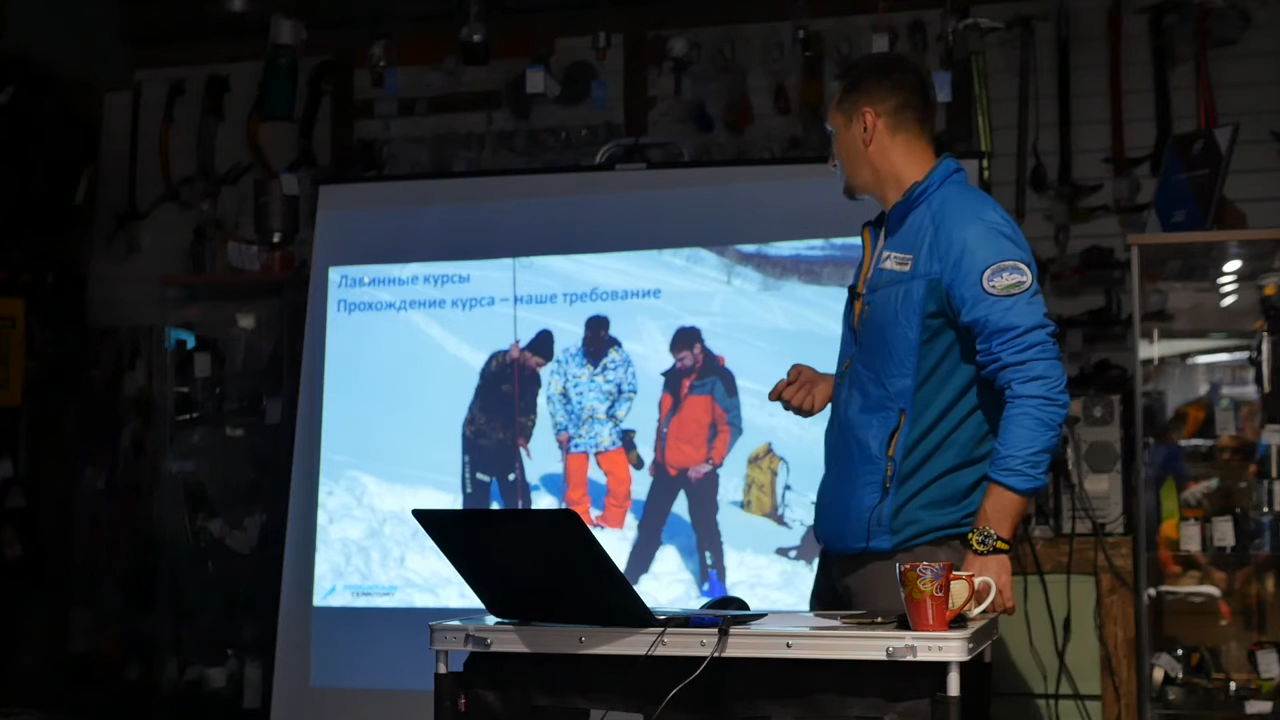 Лавинные курсы
Прохождение курса – наше требование